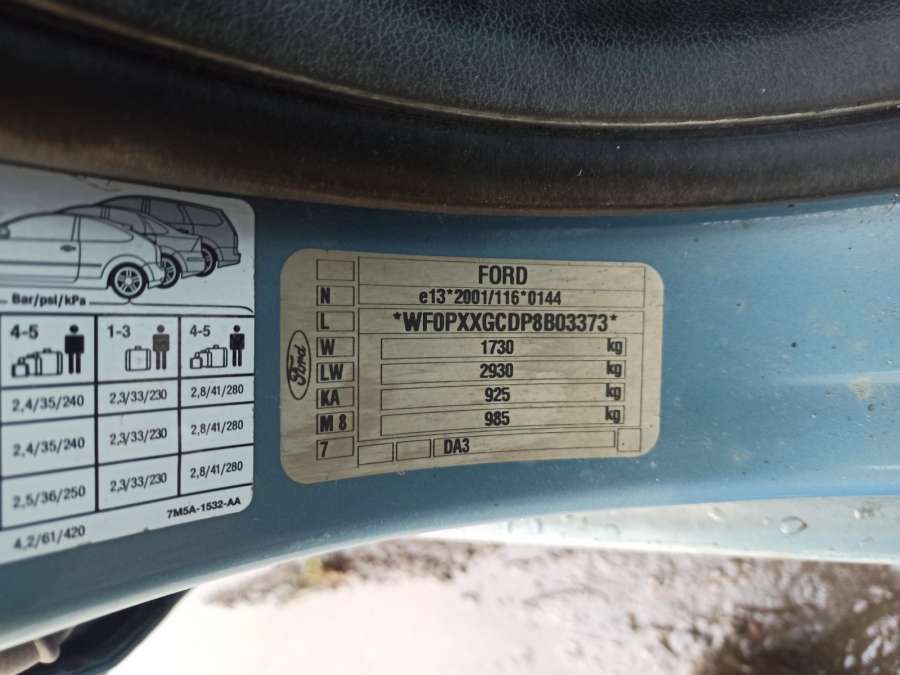 Bar/psi/kPa
4-5 1-3 4-5
2,4/35/240 2,3/33/230 2,8/41/280
2,4/35/240 2,3/33/230 2,8/41/280
2,5/36/250 2,3/33/230 2,8/41/280
7M5A-1532-AA
4,2/61/420
Ford
FORD
N e13*2001/116*0144
L *WF0PXXGCDP8B03373*
W 1730 kg
LW 2930 kg
KA 925 kg
M 8 985 kg
7 DA3